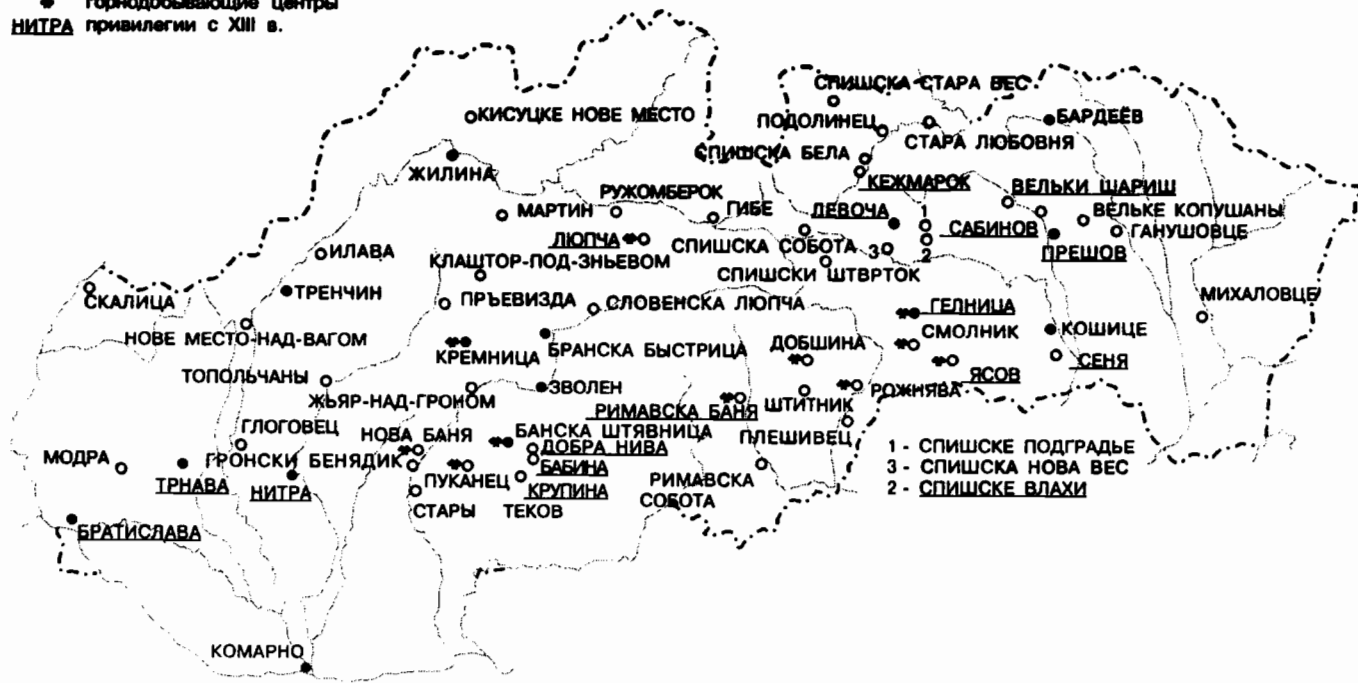 горнодобывающие центры
НИТРА привилегии с XIII в.
СПИШСКА СТАРА ВЕС
КИСУЦКЕ НОВЕ МЕСТО
ПОДОЛИНЕЦ
БАРДЕЁВ
СТАРА ЛЮБОВНЯ
СПИШСКА БЕЛА
ЖИЛИНА
КЕЖМАРОК
ВЕЛЬКИ ШАРИШ
РУЖОМБЕРОК
МАРТИН
ГИБЕ
ЛЕВОЧА
1
САБИНОВ
ВЕЛЬКЕ КОПУШАНЫ
ГАНУШОВЦЕ
ЛЮПЧА
СПИШСКА СОБОТА
3
2
ПРЕШОВ
ИЛАВА
КЛАШТОР-ПОД-ЗНЬЕВОМ
СПИШСКИ ШТВРТОК
СКАЛИЦА
ТРЕНЧИН
ПРЬЕВИЗДА
СЛОВЕНСКА ЛЮПЧА
ГЕЛНИЦА
МИХАЛОВЦЕ
НОВЕ МЕСТО-НАД-ВАГОМ
КРЕМНИЦА
БРАНСКА БЫСТРИЦА
ДОБШИНА
СМОЛНИК
КОШИЦЕ
ЯСОВ
СЕНЯ
ТОПОЛЬЧАНЫ
ЖЬЯР-НАД-ГРОНОМ
ЗВОЛЕН
РИМАВСКА БАНЯ
ШТИТНИК
РОЖНЯВА
ГЛОГОВЕЦ
НОВА БАНЯ
БАНСКА ШТЯВНИЦА
ПЛЕШИВЕЦ
МОДРА
ТРНАВА
ГРОНСКИ БЕНЯДИК
ДОБРА НИВА
БАБИНА
НИТРА
ПУКАНЕЦ
КРУПИНА
РИМАВСКА
СОБОТА
СТАРЫ ТЕКОВ
БРАТИСЛАВА
КОМАРНО
1 - СПИШСКЕ ПОДГРАДЬЕ
3 - СПИШСКА НОВА ВЕС
2 - СПИШСКЕ ВЛАХИ